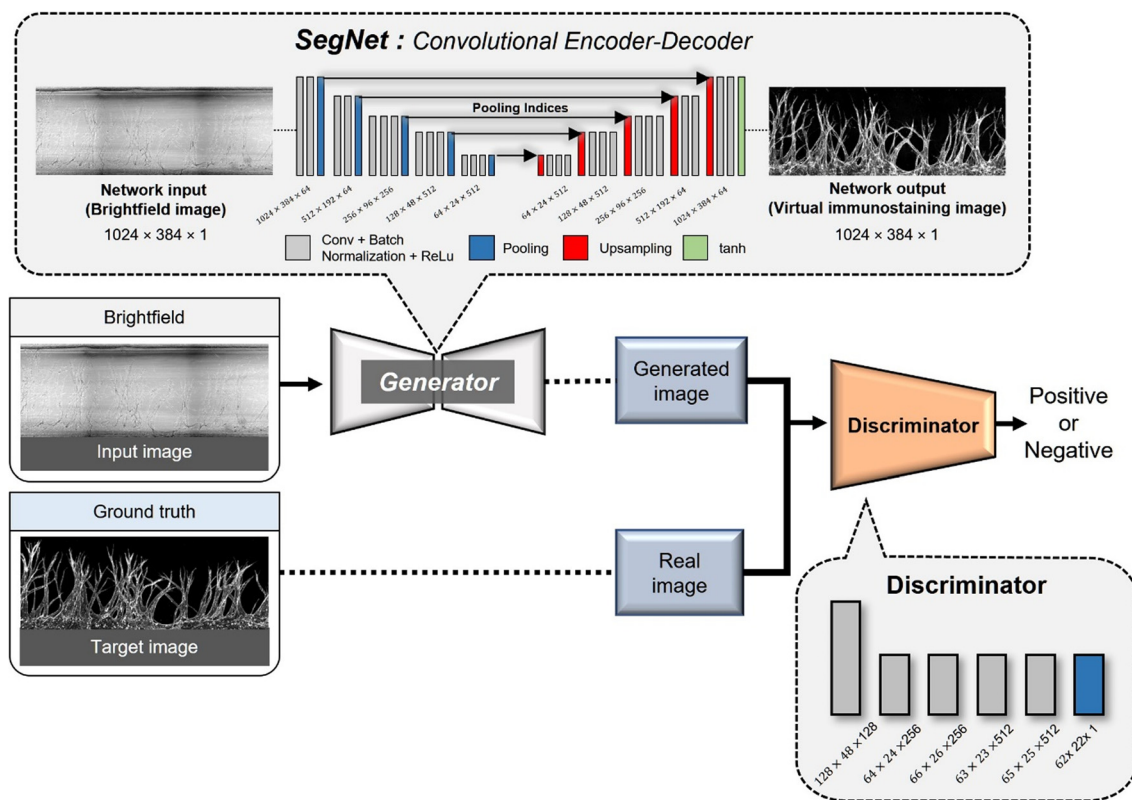 SegNet : Convolutional Encoder-Decoder
Pooling Indices
Network input
(Brightfield image)
1024 × 384 × 1
1024 × 384 × 64
512 × 192 × 64
256 × 96 × 256
128 × 48 × 512
64 × 24 × 512
64 × 24 × 512
128 × 48 × 512
256 × 96 × 256
512 × 192 × 64
1024 × 384 × 64
Network output
(Virtual immunostaining image)
1024 × 384 × 1
Conv + Batch
Normalization + ReLu
Pooling
Upsampling
tanh
Brightfield
Input image
Generator
Generated
image
Discriminator
Positive
or
Negative
Ground truth
Target image
Real
image
Discriminator
128 × 48 ×128
64 × 24 ×256
66 × 26 ×256
63 × 23 ×512
65 × 25 ×512
62x 22x 1